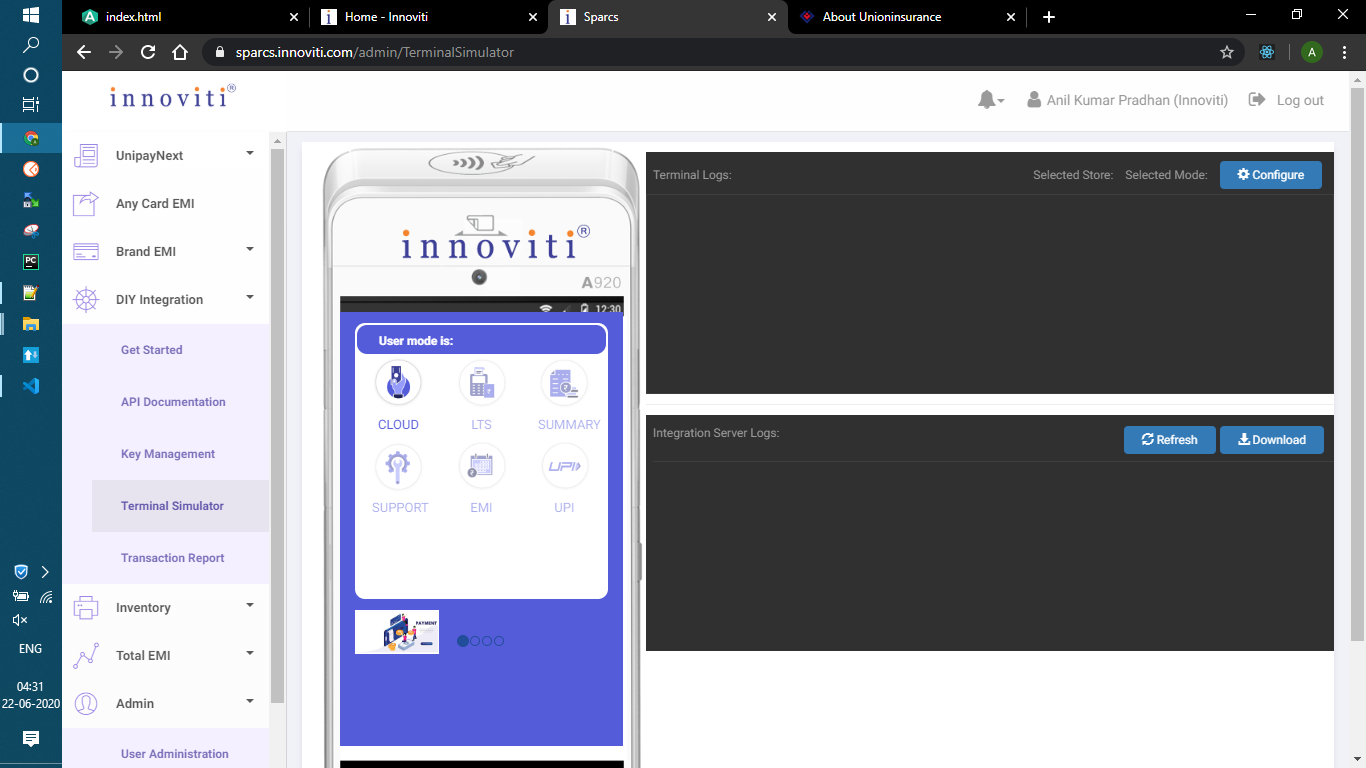 index.html
Home - Innoviti
Sparcs
About Unioninsurance
sparcs.innoviti.com/admin/TerminalSimulator
A
innoviti®
Anil Kumar Pradhan (Innoviti)
Log out
UnipayNext
Any Card EMI
Brand EMI
DIY Integration
Get Started
API Documentation
Key Management
Terminal Simulator
Transaction Report
Inventory
Total EMI
Admin
User Administration
innoviti®
A920
12:30
User mode is:
CLOUD LTS SUMMARY
UPI
SUPPORT EMI UPI
PAYMENT
Terminal Logs: Selected Store: Selected Mode: Configure
Integration Server Logs: Refresh Download
PC
ENG
04:31
22-06-2020